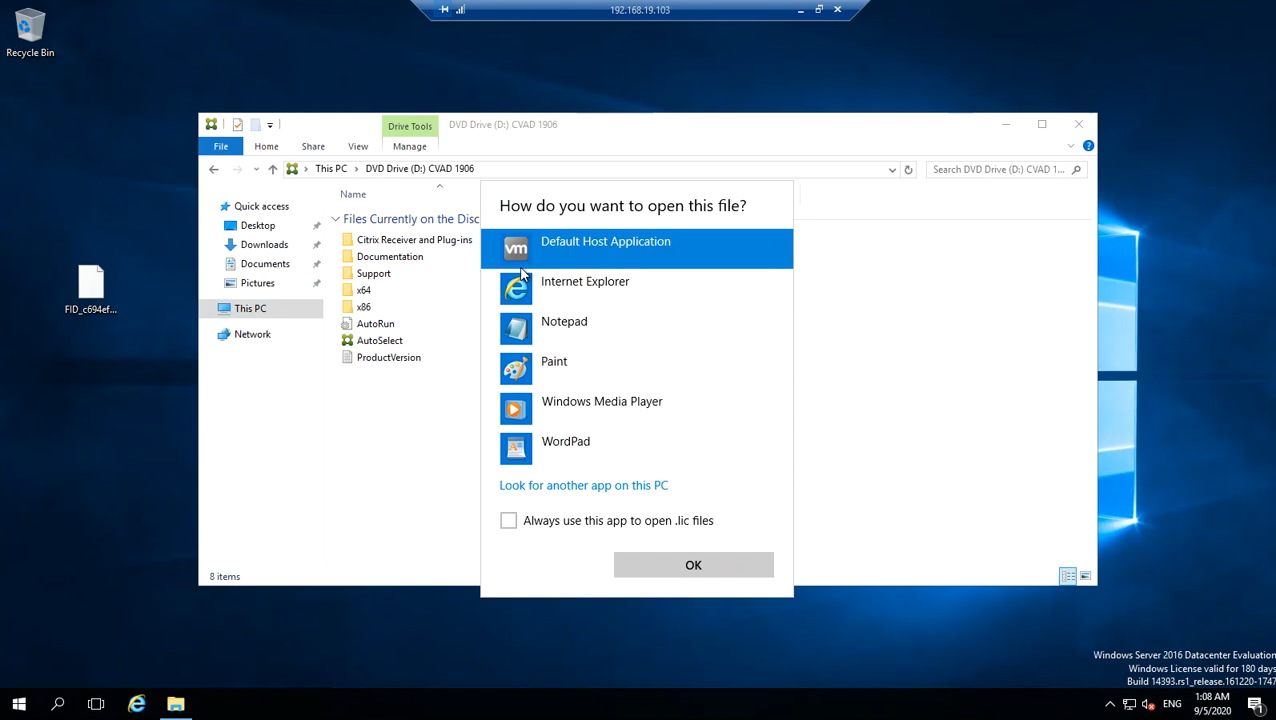 192.168.19.103
Recycle Bin
Drive Tools
DVD Drive (D:) CVAD 1906
File
Home
Share
View
Manage
This PC
DVD Drive (D:) CVAD 1906
Search DVD Drive (D:) CVAD 1...
Quick access
Desktop
Downloads
Documents
Pictures
This PC
Network
FID_c694ef...
Name
Files Currently on the Disc
Citrix Receiver and Plug-ins
Documentation
Support
x64
x86
AutoRun
AutoSelect
ProductVersion
How do you want to open this file?
vm
Default Host Application
Internet Explorer
Notepad
Paint
Windows Media Player
WordPad
Look for another app on this PC
Always use this app to open .lic files
OK
8 items
Windows Server 2016 Datacenter Evaluation
Windows License valid for 180 days
Build 14393.rs1_release.161220-1747
ENG
1:08 AM
9/5/2020
1